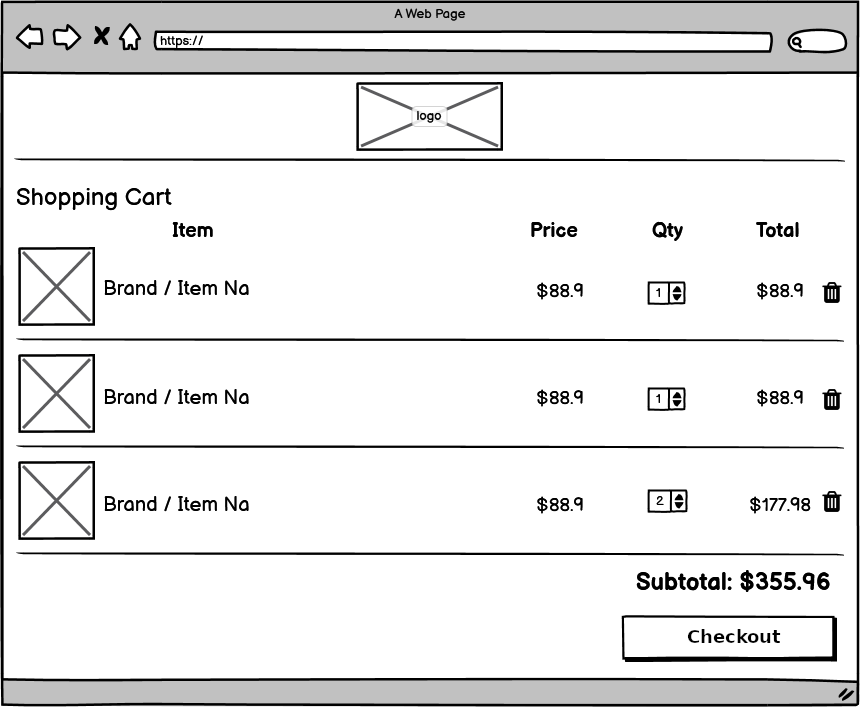 A Web Page
https://
logo
Shopping Cart
Item Price Qty Total
Brand / Item Na $88.9 1 $88.9
Brand / Item Na $88.9 1 $88.9
Brand / Item Na $88.9 2 $177.98
Subtotal: $355.96
Checkout